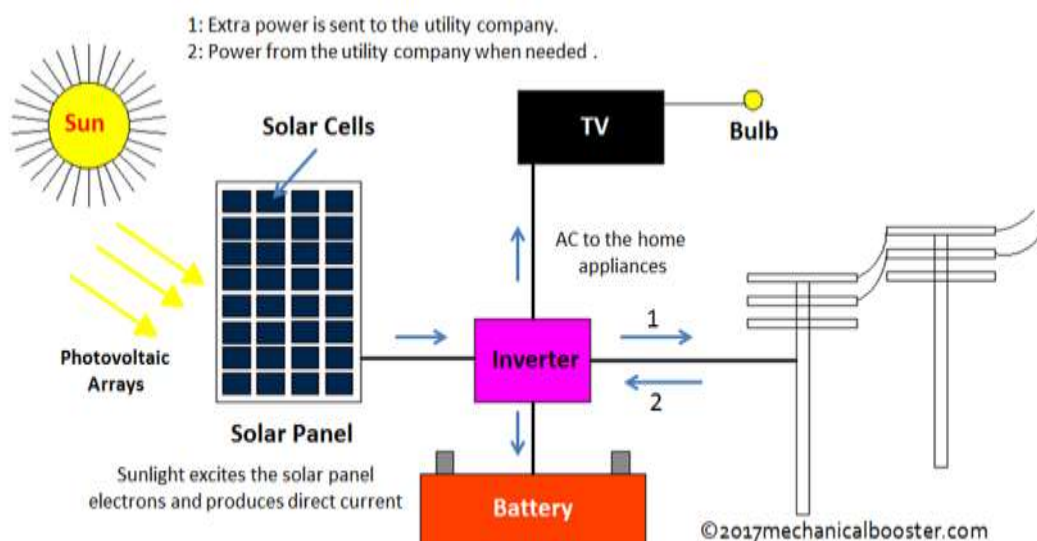 1: Extra power is sent to the utility company.
2: Power from the utility company when needed .
Sun
Solar Cells
TV
Bulb
AC to the home
appliances
1
Inverter
2
Photovoltaic
Arrays
Solar Panel
Sunlight excites the solar panel
electrons and produces direct current
Battery
©2017mechanicalbooster.com